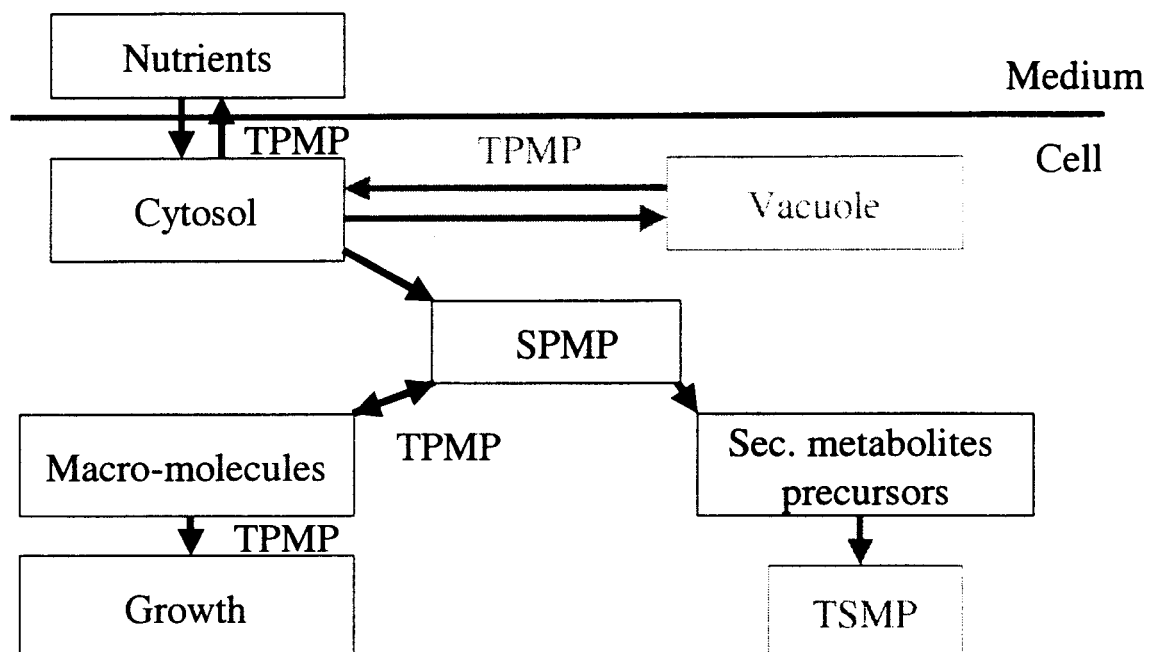 Nutrients
Medium
TPMP
TPMP
Cell
Cytosol
Vacuole
SPMP
TPMP
Macro-molecules
Sec. metabolites
precursors
TPMP
Growth
TSMP